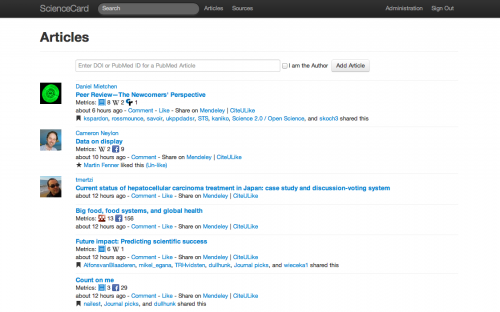 ScienceCard Search Articles Sources Administration Sign Out
Articles
Enter DOI or PubMed ID for a PubMed Article I am the Author Add Article
Daniel Mietchen
Peer Review—The Newcomers' Perspective
Metrics: 8 W 2 1
about 6 hours ago - Comment - Like - Share on Mendeley | CiteULike
kspardon, rossmounce, savoir, ukppdadsr, STS, kaniko, Science 2.0 / Open Science, and skoch3 shared this
Cameron Neylon
Data on display
Metrics: W 2 f 9
about 10 hours ago - Comment - Share on Mendeley | CiteULike
Martin Fenner liked this (Un-like)
fmertzi
Current status of hepatocellular carcinoma treatment in Japan: case study and discussion-voting system
about 12 hours ago - Comment - Like - Share on Mendeley | CiteULike
Big food, food systems, and global health
Metrics: 13 f 156
about 12 hours ago - Comment - Like - Share on Mendeley | CiteULike
Future impact: Predicting scientific success
Metrics: 6 W 1
about 12 hours ago - Comment - Like - Share on Mendeley | CiteULike
mikel_egana, TRHvidsten, dullhunk, Journal picks, and wieceks1 shared this
Count on me
Metrics: 3 f 29
about 12 hours ago - Comment - Like - Share on Mendeley | CiteULike
nailest, Journal picks, and dullhunk shared this